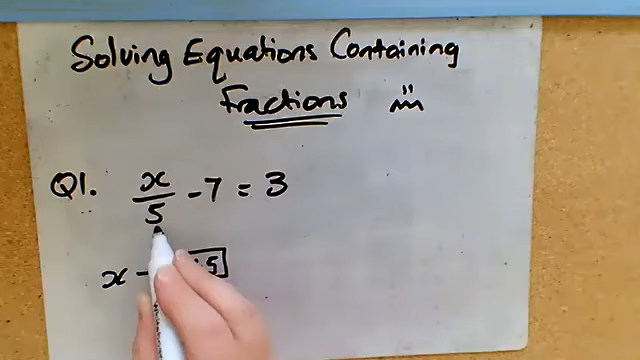 Solving Equations Containing
Fractions
Q1. x/5 - 7 = 3
x -